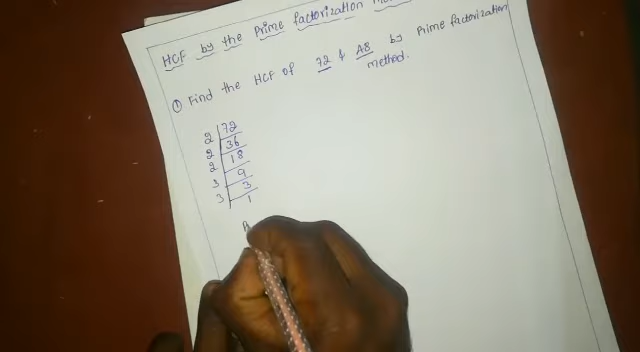 HCF by the Prime factorization
① Find the HCF of 72 & 48 by Prime factorization
method.
2 | 72
2 | 36
2 | 18
3 | 9
3 | 3
1